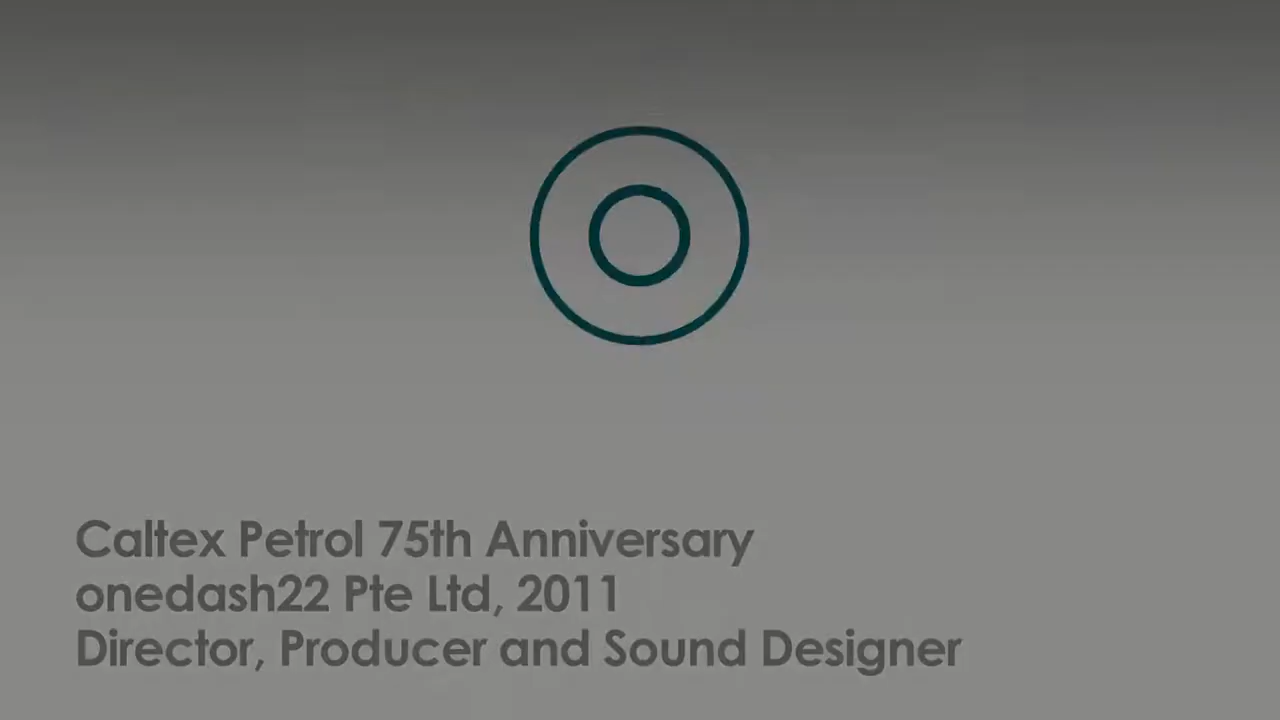 Caltex Petrol 75th Anniversary
onedash22 Pte Ltd, 2011
Director, Producer and Sound Designer